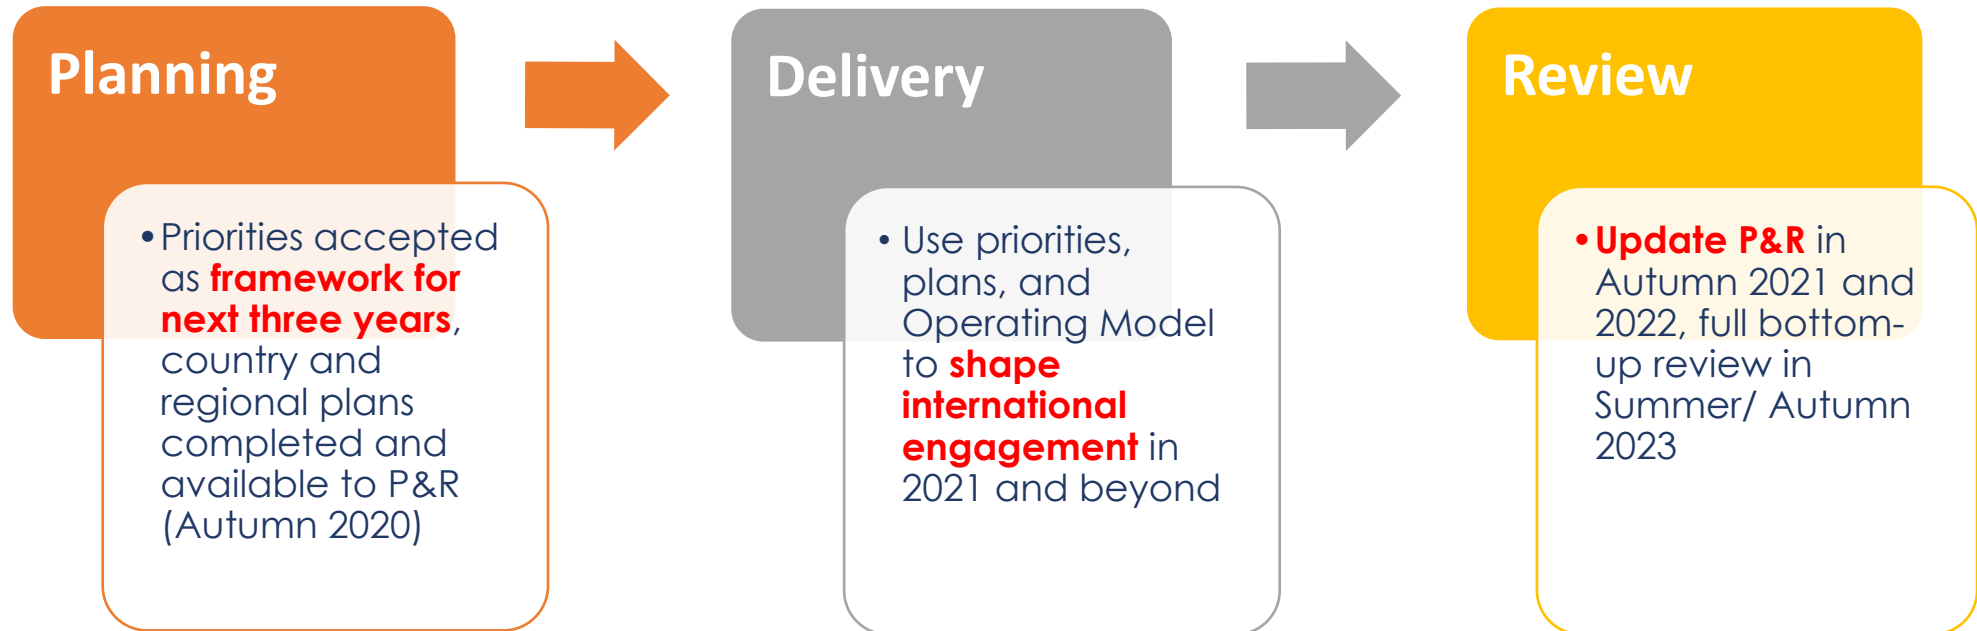 Planning
•Priorities accepted
as framework for
next three years,
country and
regional plans
completed and
available to P&R
(Autumn 2020)
Delivery
• Use priorities,
plans, and
Operating Model
to shape
international
engagement in
2021 and beyond
Review
•Update P&R in
Autumn 2021 and
2022, full bottom-
up review in
Summer/ Autumn
2023